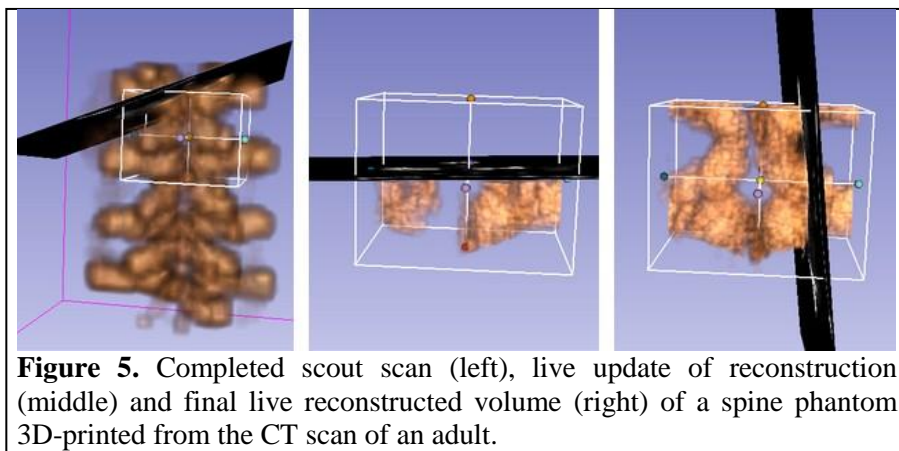 Figure 5. Completed scout scan (left), live update of reconstruction
(middle) and final live reconstructed volume (right) of a spine phantom
3D-printed from the CT scan of an adult.